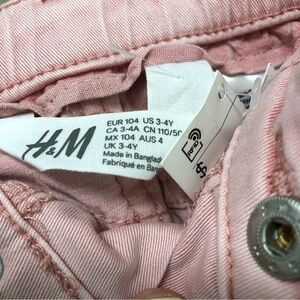 H&M
EUR 104 US 3-4Y
CA 3-4A CN 110/50
MX 104 AUS 4
UK 3-4Y
Made in Banglad
Fabriqué en Ban
$